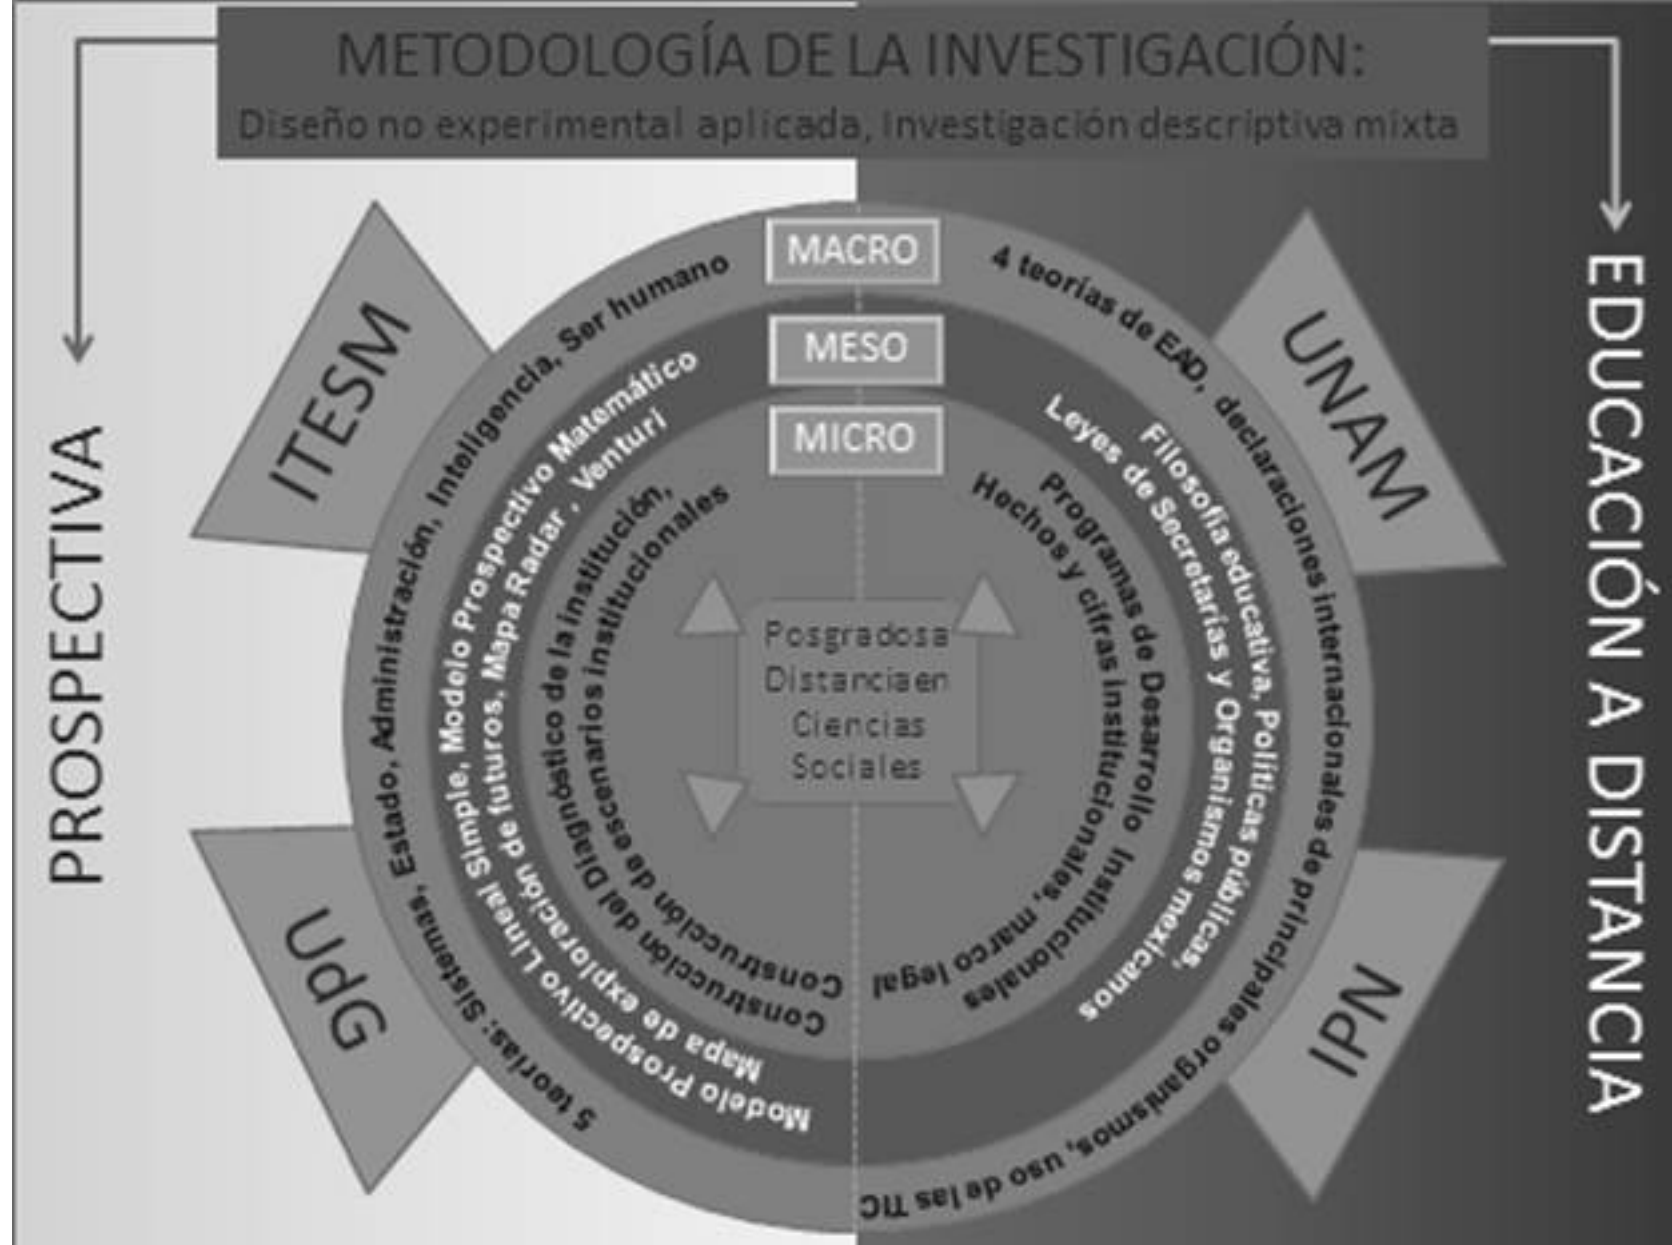 METODOLOGÍA DE LA INVESTIGACIÓN:
Diseño no experimental aplicada, Investigación descriptiva mixta
PROSPECTIVA
EDUCACIÓN A DISTANCIA
ITESM
UNAM
UdG
IPN
MACRO
MESO
MICRO
5 teorías: Sistemas, Estado, Administración, Inteligencia, Ser humano
4 teorías de EAD, declaraciones internacionales de principales organismos, uso de las TIC
Modelo Prospectivo Lineal Simple, Modelo Prospectivo Matemático
Mapa de exploración de futuros, Mapa Radar, Venturi
Filosofía educativa, Políticas públicas,
Leyes de Secretarías y Organismos mexicanos
Construcción del Diagnóstico de la institución,
Construcción de escenarios institucionales
Programas de Desarrollo Institucionales
Hechos y cifras institucionales, marco legal
Posgrados a
Distancia en
Ciencias
Sociales